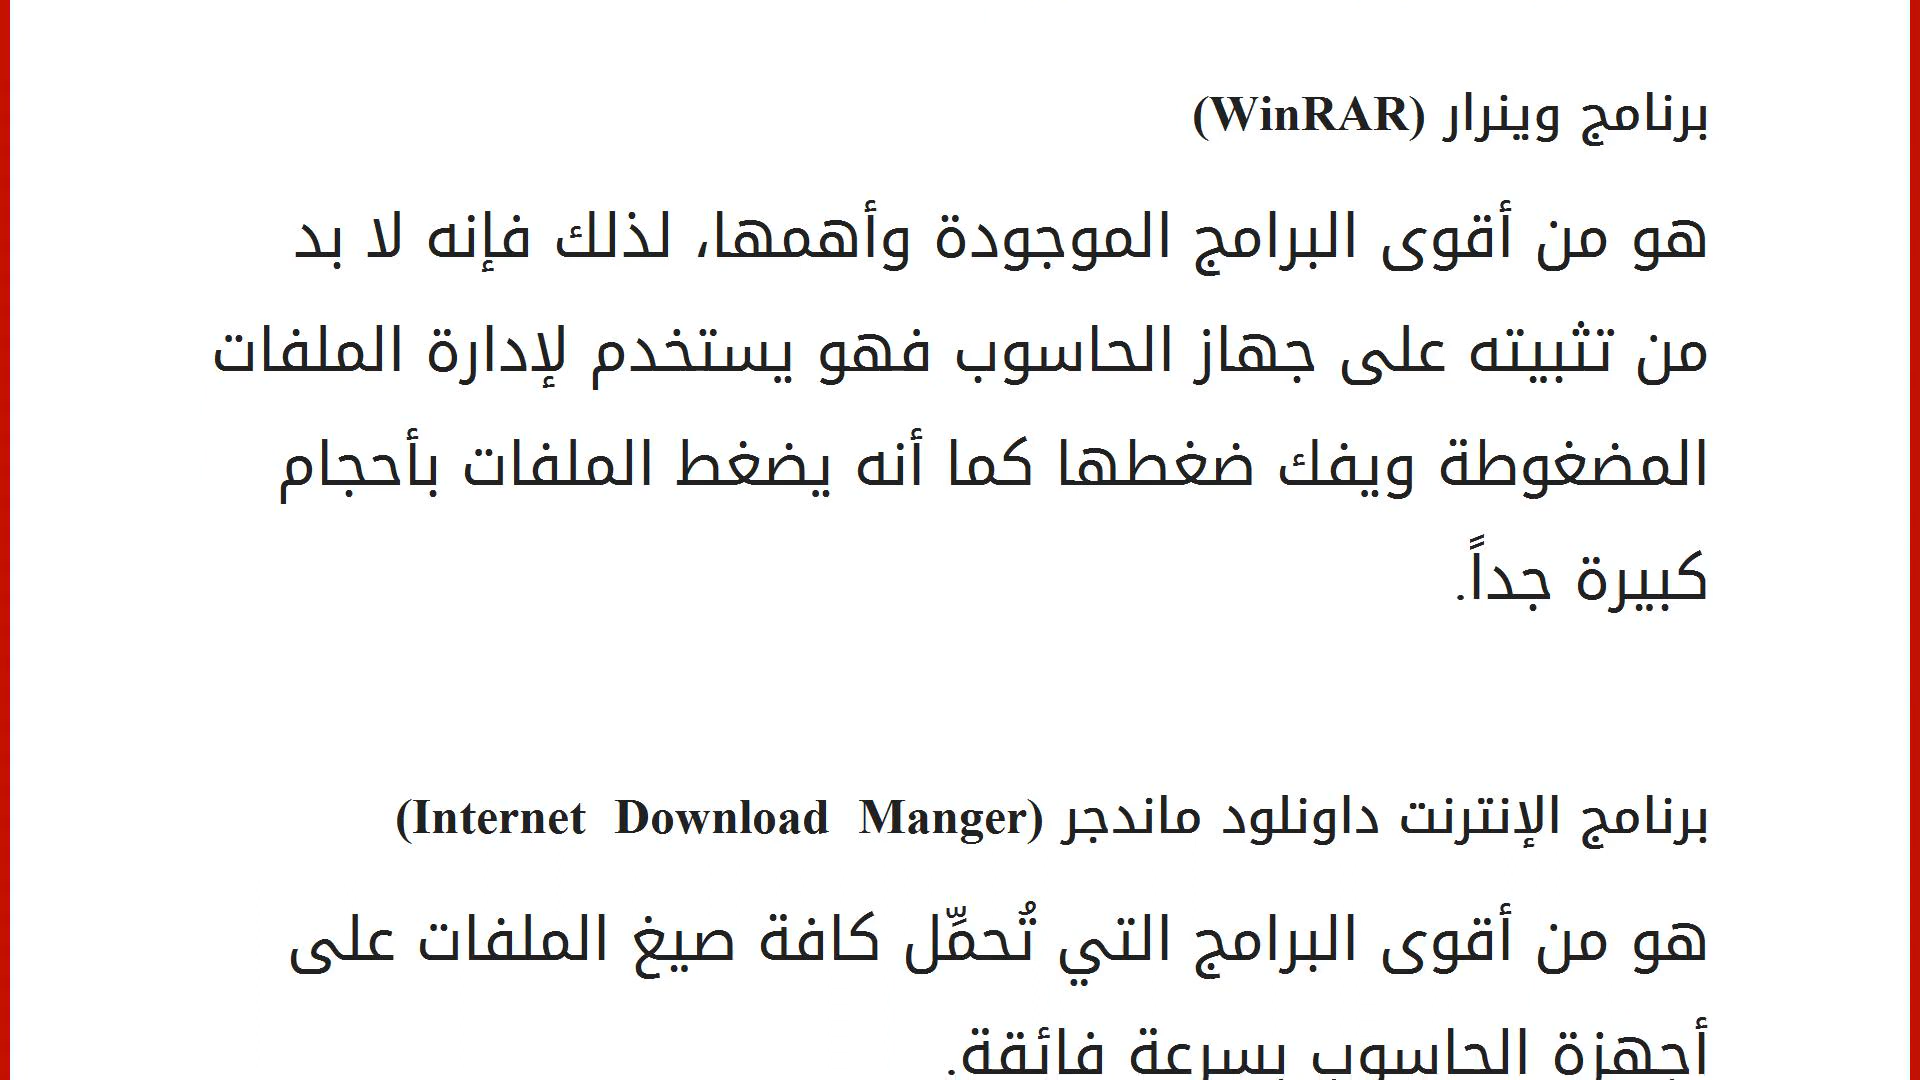 برنامج وينرار (WinRAR)
هو من أقوى البرامج الموجودة وأهمها، لذلك فإنه لا بد
من تثبيته على جهاز الحاسوب فهو يستخدم لإدارة الملفات
المضغوطة ويفك ضغطها كما أنه يضغط الملفات بأحجام
كبيرة جداً.
برنامج الإنترنت داونلود ماندجر (Internet Download Manger)
هو من أقوى البرامج التي تُحمِّل كافة صيغ الملفات على
أجهزة الحاسوب بسرعة فائقة.